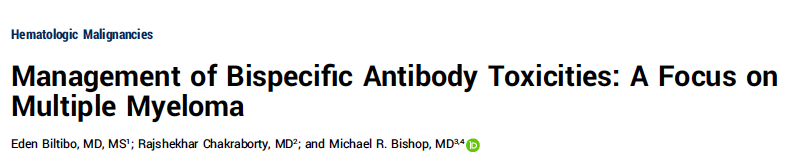 Hematologic Malignancies
Management of Bispecific Antibody Toxicities: A Focus on
Multiple Myeloma
Eden Biltibo, MD, MS¹; Rajshekhar Chakraborty, MD²; and Michael R. Bishop, MD³,⁴ iD